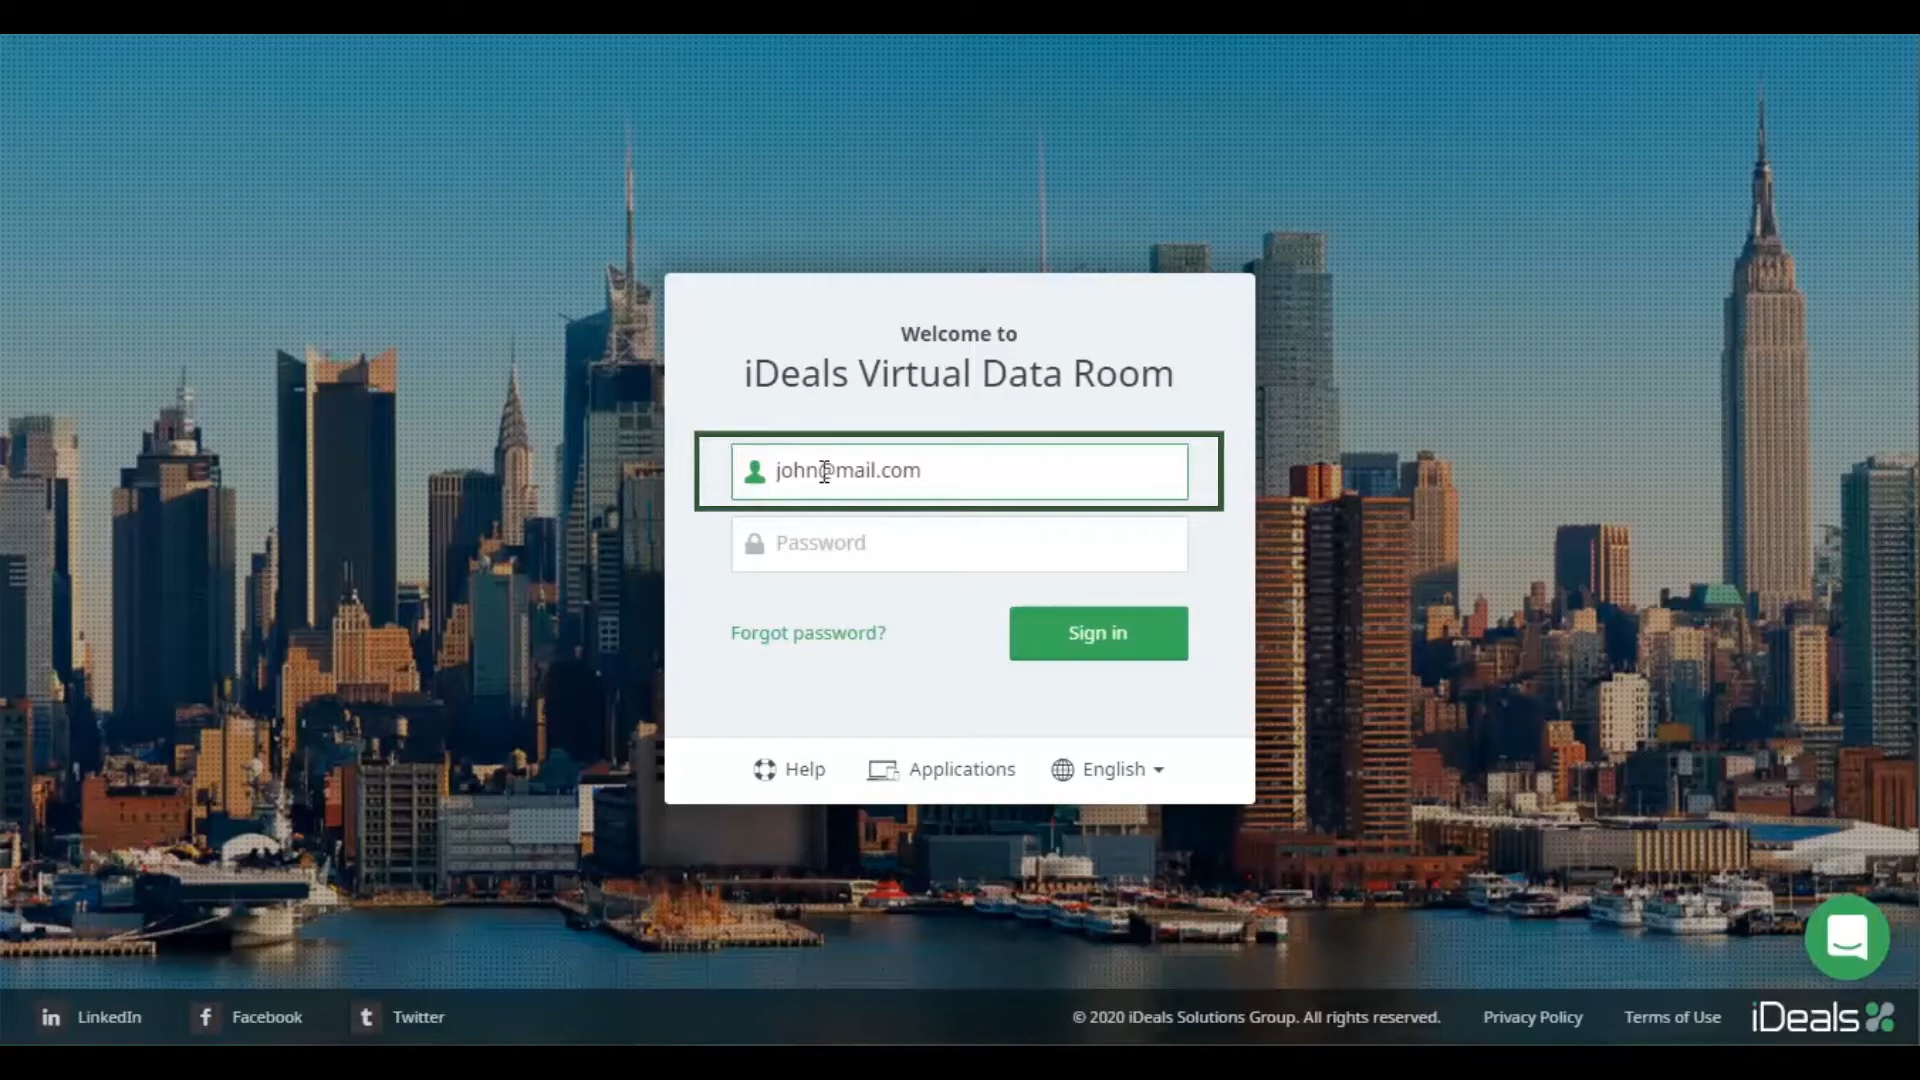 Welcome to
iDeals Virtual Data Room
john@mail.com
Password
Forgot password?
Sign in
Help
Applications
English
in LinkedIn
f Facebook
t Twitter
© 2020 iDeals Solutions Group. All rights reserved.
Privacy Policy
Terms of Use
iDeals